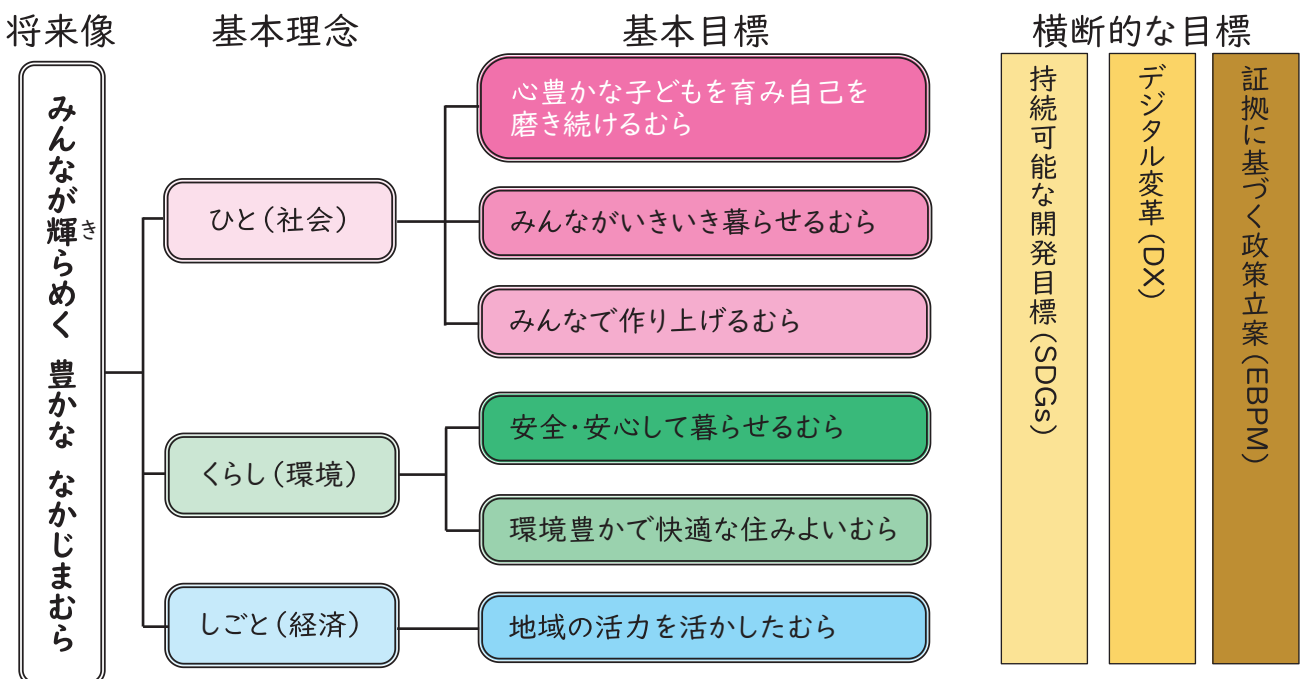 将来像
基本理念
基本目標
横断的な目標
みんなが輝らめく 豊かな なかじまむら
き
ひと(社会)
心豊かな子どもを育み自己を
磨き続けるむら
みんながいきいき暮らせるむら
みんなで作り上げるむら
くらし(環境)
安全・安心して暮らせるむら
環境豊かで快適な住みよいむら
しごと(経済)
地域の活力を活かしたむら
持続可能な開発目標(SDGs)
デジタル変革(DX)
証拠に基づく政策立案(EBPM)